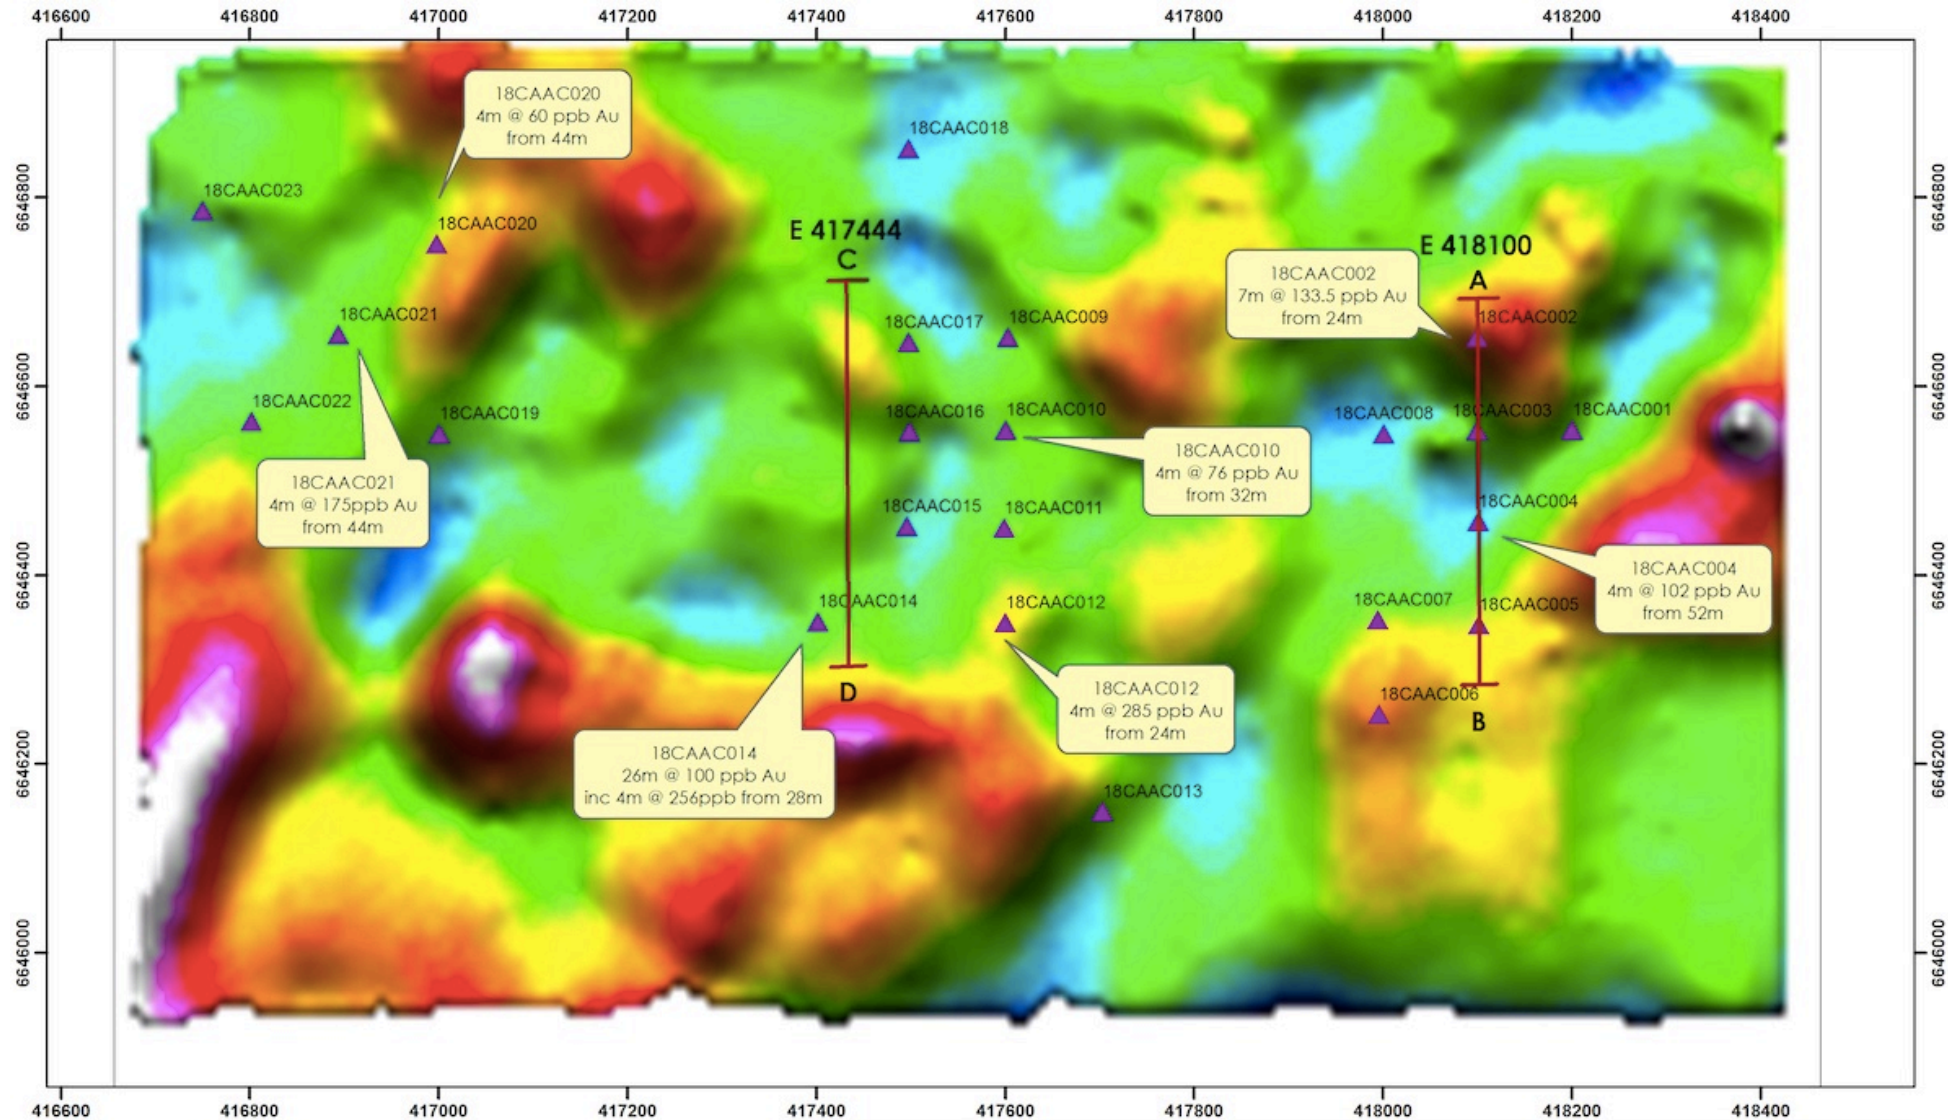 416600 416800 417000 417200 417400 417600 417800 418000 418200 418400
18CAAC020
4m @ 60 ppb Au
from 44m
18CAAC018
6646800
18CAAC023
6646800
18CAAC020
E 417444
C
E 418100
A
18CAAC002
7m @ 133.5 ppb Au
from 24m
18CAAC021
18CAAC017
18CAAC009
18CAAC002
6646600
6646600
18CAAC022
18CAAC019
18CAAC016
18CAAC010
18CAAC008
18CAAC003
18CAAC001
18CAAC010
4m @ 76 ppb Au
from 32m
18CAAC021
4m @ 175ppb Au
from 44m
18CAAC015
18CAAC011
18CAAC004
6646400
6646400
18CAAC004
4m @ 102 ppb Au
from 52m
18CAAC014
18CAAC012
18CAAC007
18CAAC005
D
18CAAC012
4m @ 285 ppb Au
from 24m
18CAAC006
B
18CAAC014
26m @ 100 ppb Au
inc 4m @ 256ppb from 28m
6646200
6646200
18CAAC013
6646000
6646000
416600 416800 417000 417200 417400 417600 417800 418000 418200 418400